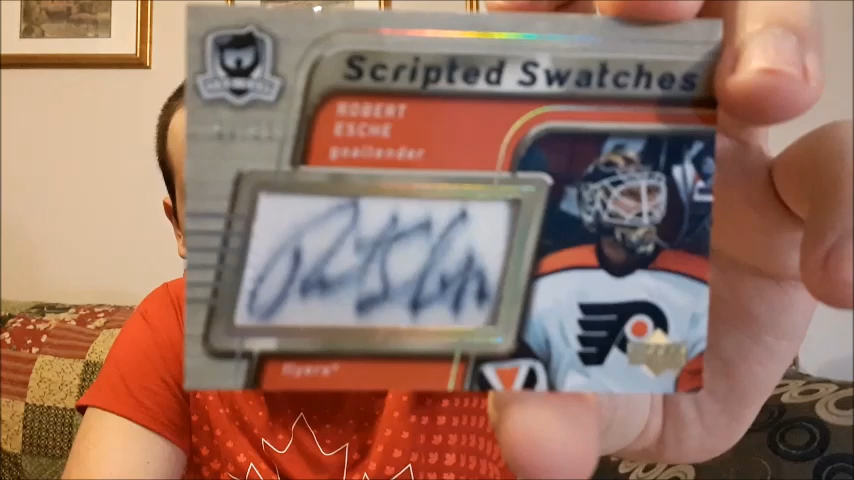 Scripted Swatches
ROBERT
ESCHE
goaltender
flyers